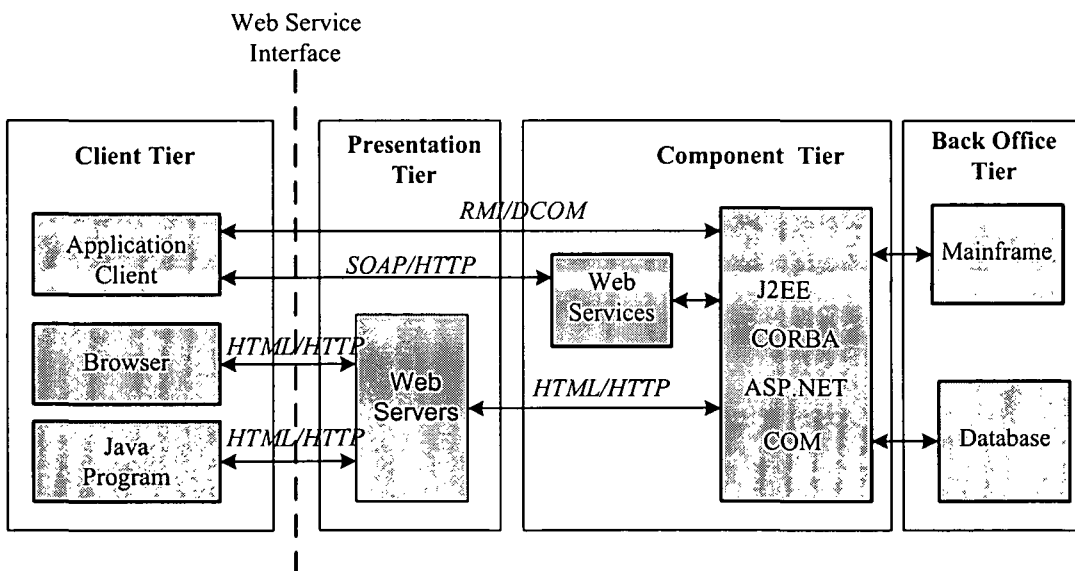 Web Service
Interface
Client Tier
Application
Client
Browser
Java
Program
Presentation
Tier
Web
Servers
Component Tier
Web
Services
J2EE
CORBA
ASP.NET
COM
Back Office
Tier
Mainframe
Database
RMI/DCOM
SOAP/HTTP
HTML/HTTP
HTML/HTTP
HTML/HTTP